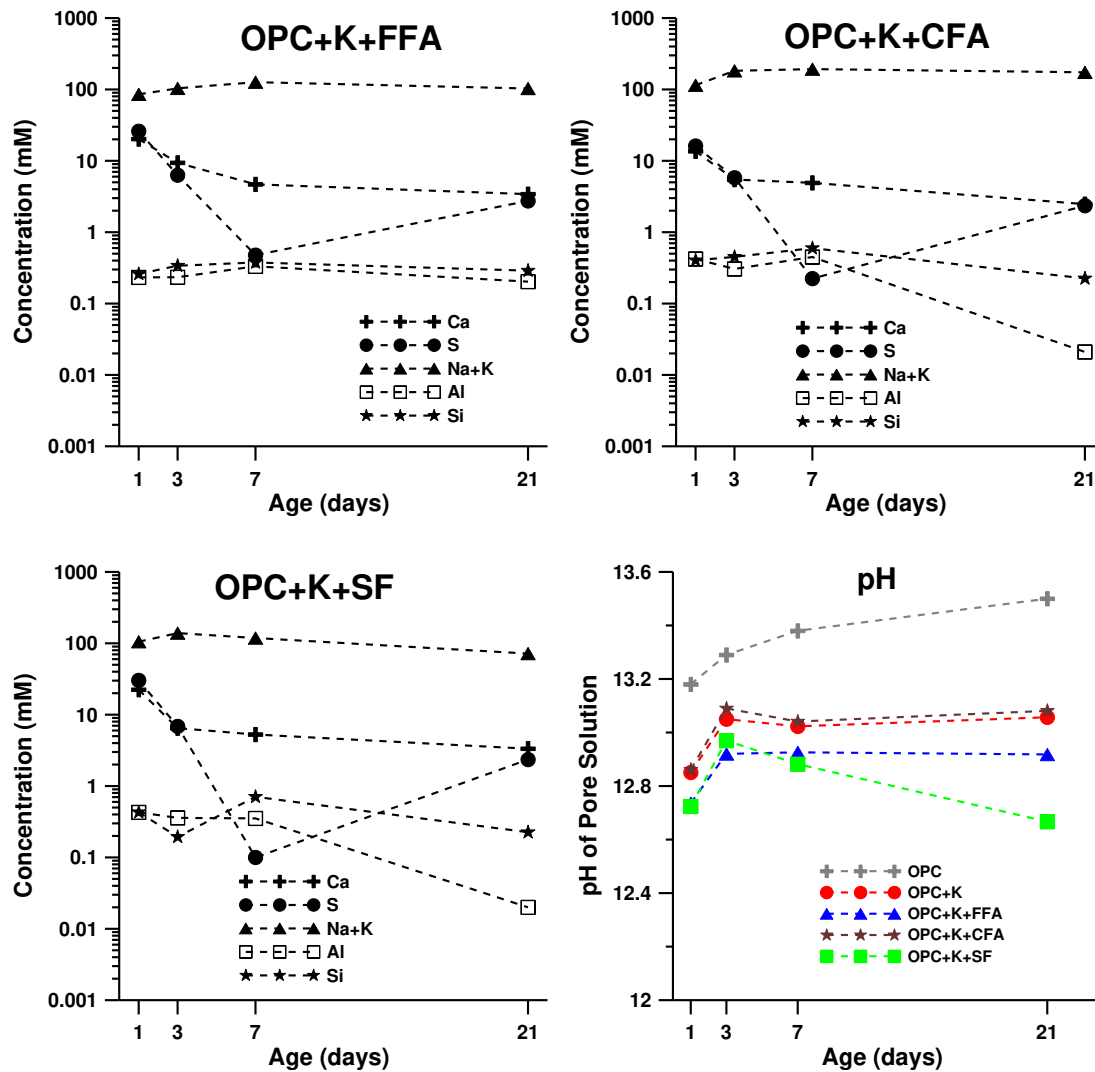 OPC+K+FFA
Concentration (mM)
1000
100
10
1
0.1
0.01
0.001
Ca
S
Na+K
Al
Si
1 3 7 21
Age (days)
OPC+K+CFA
Concentration (mM)
1000
100
10
1
0.1
0.01
0.001
Ca
S
Na+K
Al
Si
1 3 7 21
Age (days)
OPC+K+SF
Concentration (mM)
1000
100
10
1
0.1
0.01
0.001
Ca
S
Na+K
Al
Si
1 3 7 21
Age (days)
pH
pH of Pore Solution
13.6
13.2
12.8
12.4
12
OPC
OPC+K
OPC+K+FFA
OPC+K+CFA
OPC+K+SF
1 3 7 21
Age (days)